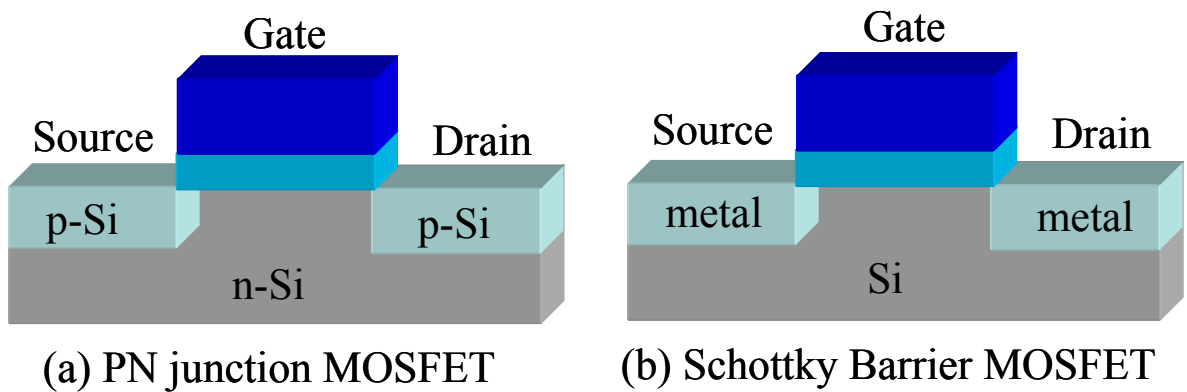 Gate
Source
Drain
p-Si
p-Si
n-Si
(a) PN junction MOSFET
Gate
Source
Drain
metal
metal
Si
(b) Schottky Barrier MOSFET